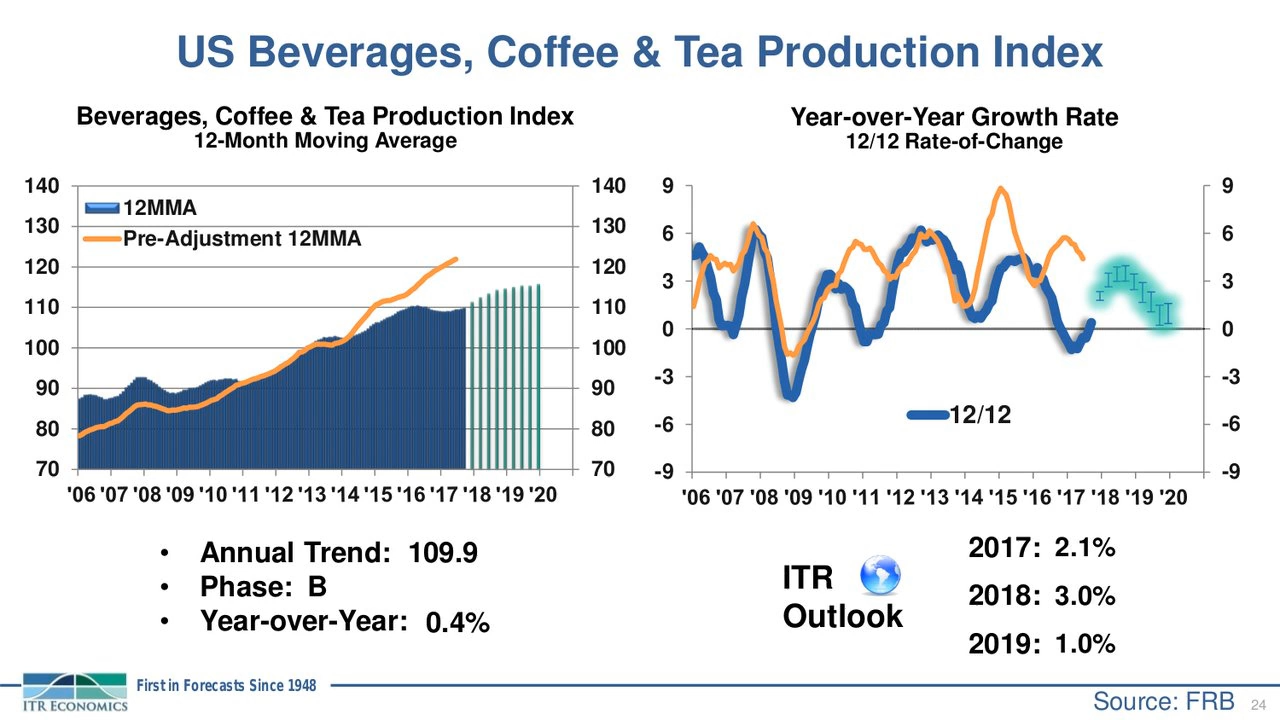 US Beverages, Coffee & Tea Production Index
Beverages, Coffee & Tea Production Index
12-Month Moving Average
140
130
120
110
100
90
80
70
12MMA
Pre-Adjustment 12MMA
140
130
120
110
100
90
80
70
'06 '07 '08 '09 '10 '11 '12 '13 '14 '15 '16 '17 '18 '19 '20
Year-over-Year Growth Rate
12/12 Rate-of-Change
9
6
3
0
-3
-6
-9
12/12
9
6
3
0
-3
-6
-9
'06 '07 '08 '09 '10 '11 '12 '13 '14 '15 '16 '17 '18 '19 '20
• Annual Trend: 109.9
• Phase: B
• Year-over-Year: 0.4%
ITR
Outlook
2017: 2.1%
2018: 3.0%
2019: 1.0%
ITR ECONOMICS
First in Forecasts Since 1948
Source: FRB
24